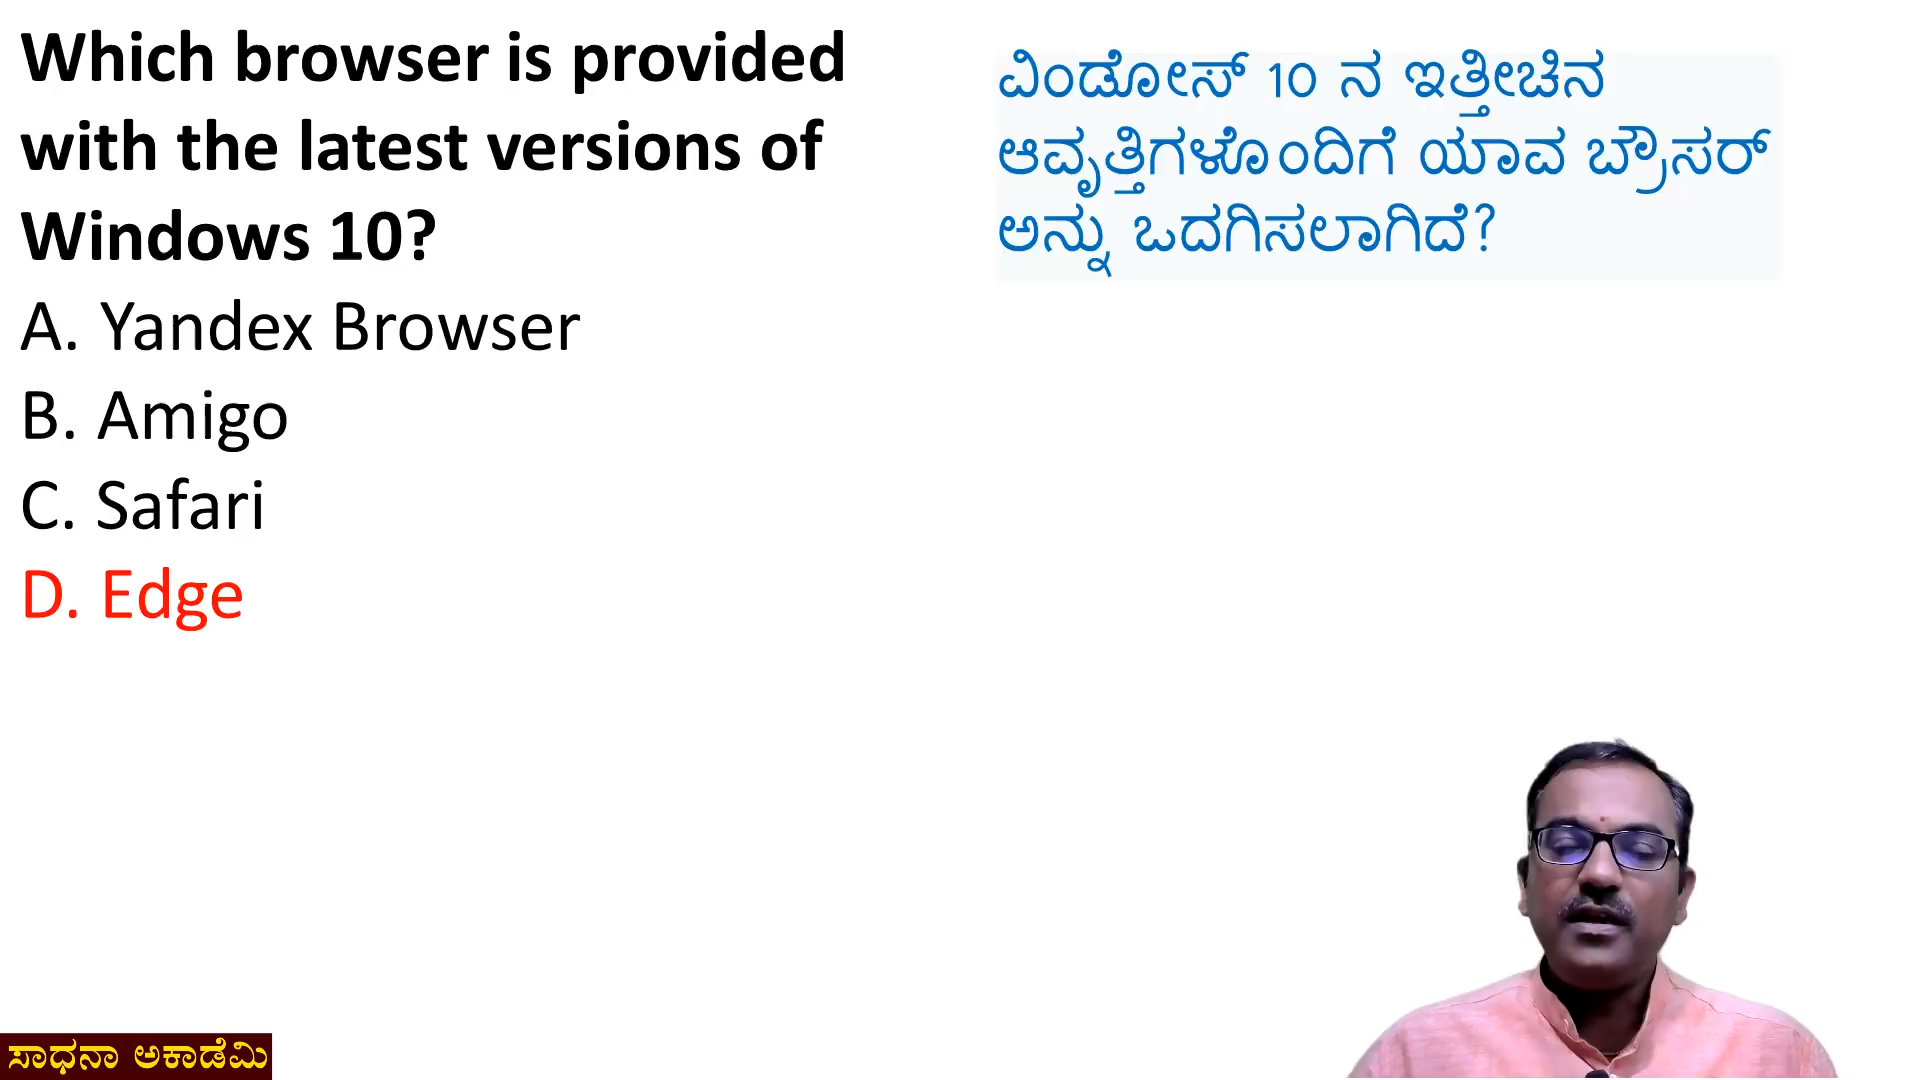 Which browser is provided
with the latest versions of
Windows 10?
A. Yandex Browser
B. Amigo
C. Safari
D. Edge
ವಿಂಡೋಸ್ 10 ನ ಇತ್ತೀಚಿನ
ಆವೃತ್ತಿಗಳೊಂದಿಗೆ ಯಾವ ಬ್ರೌಸರ್
ಅನ್ನು ಒದಗಿಸಲಾಗಿದೆ?
ಸಾಧನಾ ಅಕಾಡೆಮಿ